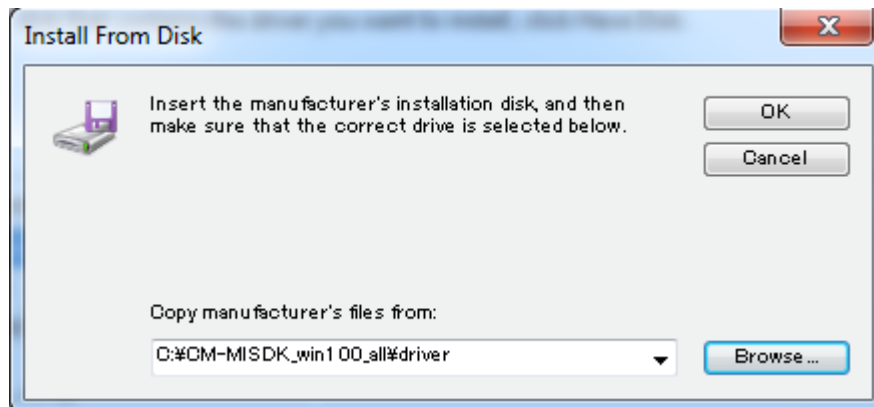 Install From Disk
Insert the manufacturer's installation disk, and then
make sure that the correct drive is selected below.
OK
Cancel
Copy manufacturer's files from:
C:¥CM-MISDK_win100_all¥driver
Browse...